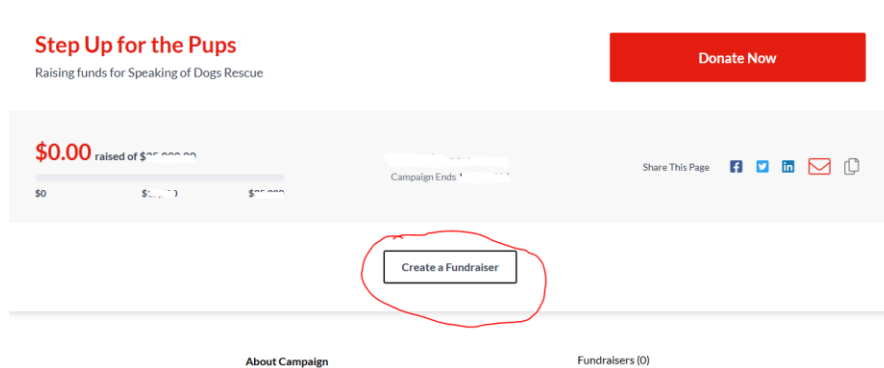 Step Up for the Pups
Raising funds for Speaking of Dogs Rescue
Donate Now
$0.00 raised of $
Campaign Ends
Share This Page
$0 $ $
Create a Fundraiser
About Campaign
Fundraisers (0)